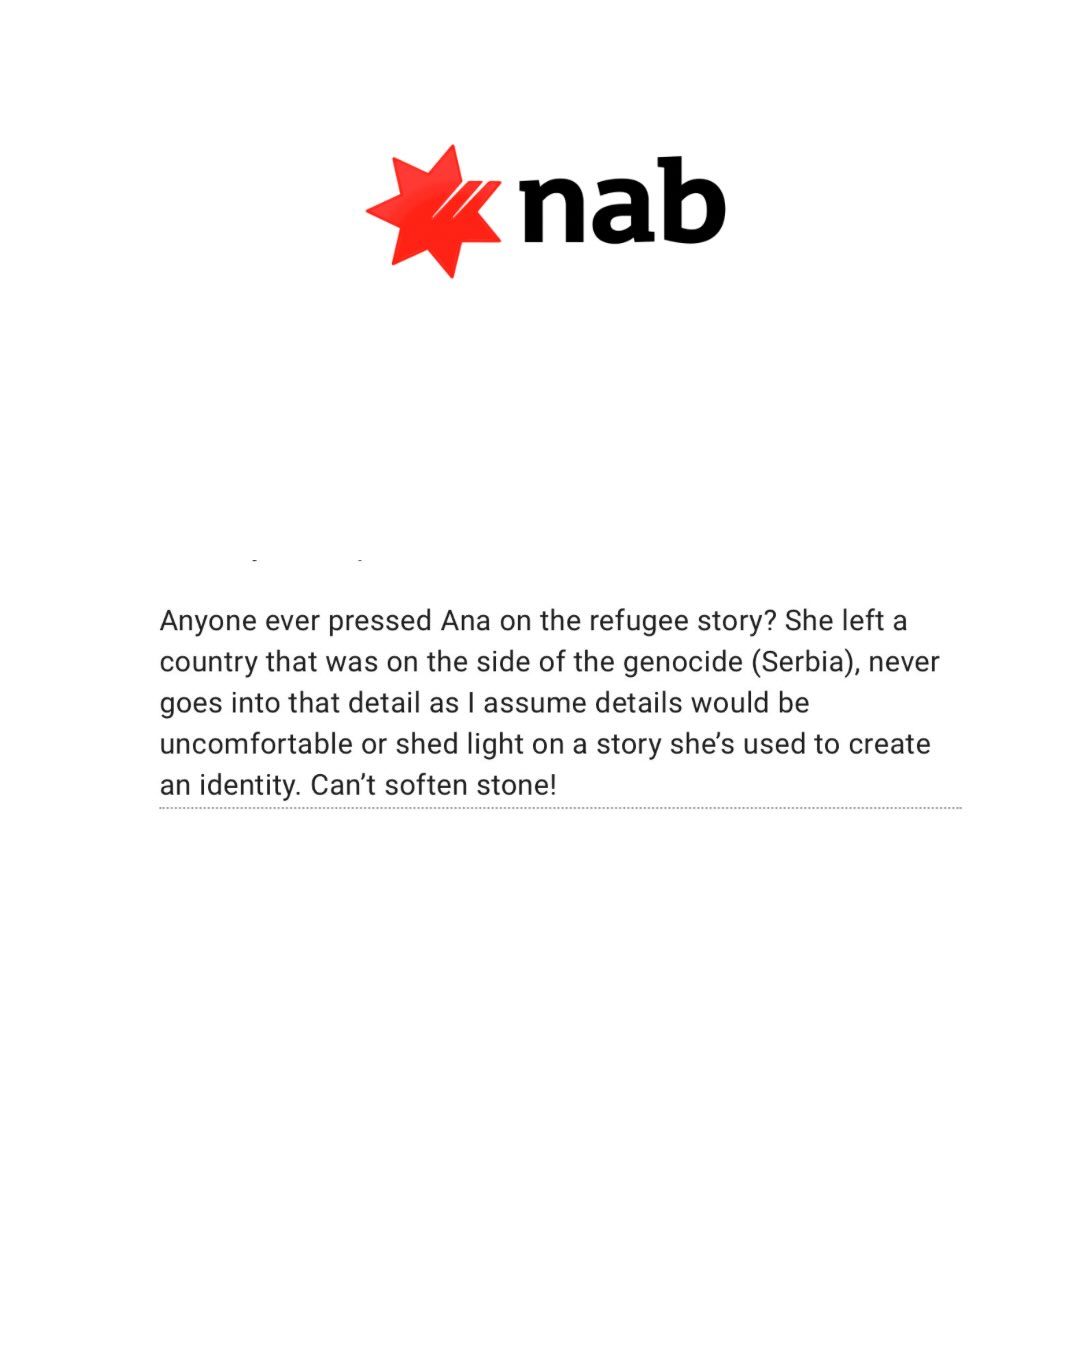 nab
Anyone ever pressed Ana on the refugee story? She left a
country that was on the side of the genocide (Serbia), never
goes into that detail as I assume details would be
uncomfortable or shed light on a story she’s used to create
an identity. Can’t soften stone!